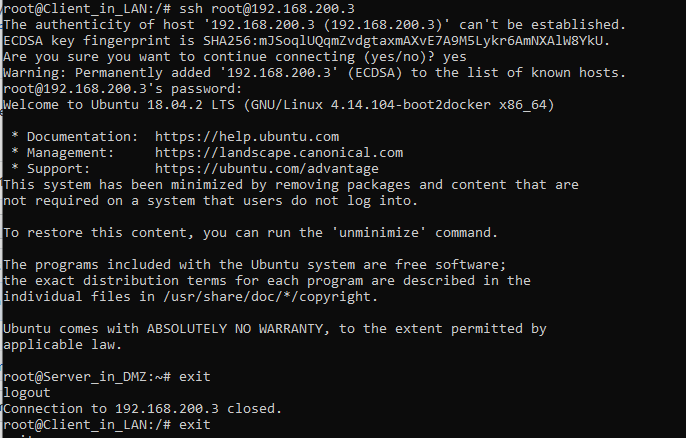 root@Client_in_LAN:/# ssh root@192.168.200.3
The authenticity of host '192.168.200.3 (192.168.200.3)' can't be established.
ECDSA key fingerprint is SHA256:mJSoqlUQqmZvdgtaxmAXvE7A9M5Lykr6AmNXAlW8YkU.
Are you sure you want to continue connecting (yes/no)? yes
Warning: Permanently added '192.168.200.3' (ECDSA) to the list of known hosts.
root@192.168.200.3's password:
Welcome to Ubuntu 18.04.2 LTS (GNU/Linux 4.14.104-boot2docker x86_64)

 * Documentation:  https://help.ubuntu.com
 * Management:     https://landscape.canonical.com
 * Support:        https://ubuntu.com/advantage
This system has been minimized by removing packages and content that are
not required on a system that users do not log into.

To restore this content, you can run the 'unminimize' command.

The programs included with the Ubuntu system are free software;
the exact distribution terms for each program are described in the
individual files in /usr/share/doc/*/copyright.

Ubuntu comes with ABSOLUTELY NO WARRANTY, to the extent permitted by
applicable law.

root@Server_in_DMZ:~# exit
logout
Connection to 192.168.200.3 closed.
root@Client_in_LAN:/# exit